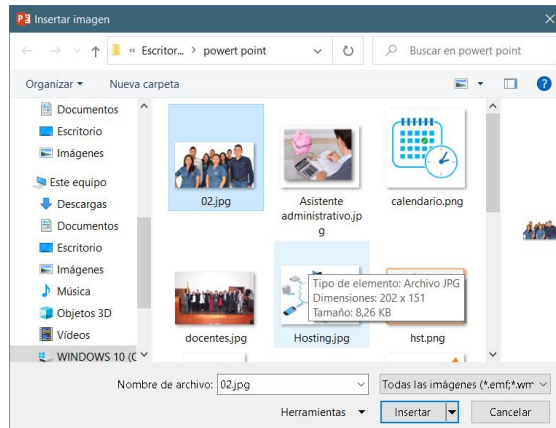 Insertar imagen
« Escritor... > powert point
Buscar en powert point
Organizar
Nueva carpeta
Documentos
Escritorio
Imágenes
Este equipo
Descargas
Documentos
Escritorio
Imágenes
Música
Objetos 3D
Vídeos
WINDOWS 10 (C
02.jpg
Asistente
administrativo.jp
g
calendario.png
docentes.jpg
Hosting.jpg
hst.png
Tipo de elemento: Archivo JPG
Dimensiones: 202 x 151
Tamaño: 8,26 KB
Nombre de archivo: 02.jpg
Todas las imágenes (*.emf;*.wm
Herramientas
Insertar
Cancelar